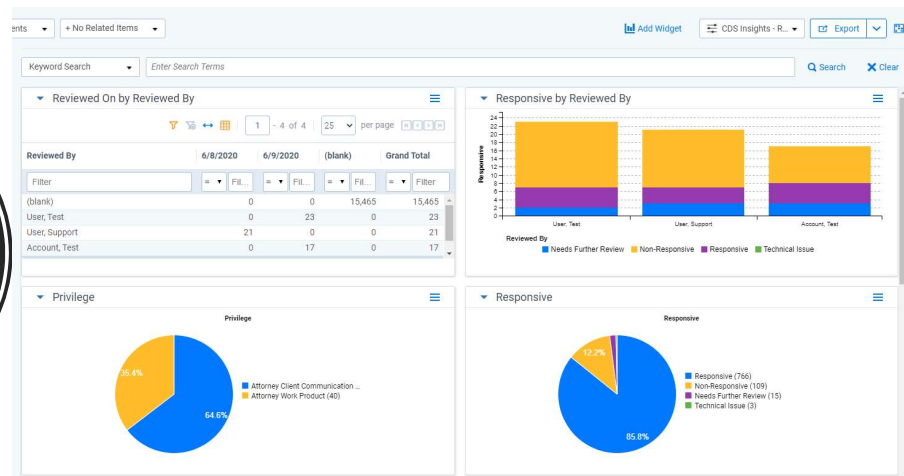 ents + No Related Items Add Widget CDS Insights - R... Export
Keyword Search Enter Search Terms Search Clear
Reviewed On by Reviewed By
1 - 4 of 4 25 per page
Reviewed By 6/8/2020 6/9/2020 (blank) Grand Total
Filter = Fil... = Fil... = Fil... = Filter
(blank) 0 0 15,465 15,465
User, Test 0 23 0 23
User, Support 21 0 0 21
Account, Test 0 17 0 17
Responsive by Reviewed By
Responsive
24
22
20
18
16
14
12
10
8
6
4
2
0
User, Test User, Support Account, Test
Reviewed By
Needs Further Review Non-Responsive Responsive Technical Issue
Privilege
Privilege
35.4%
64.6%
Attorney Client Communication ...
Attorney Work Product (40)
Responsive
Responsive
12.2%
85.8%
Responsive (766)
Non-Responsive (109)
Needs Further Review (15)
Technical Issue (3)